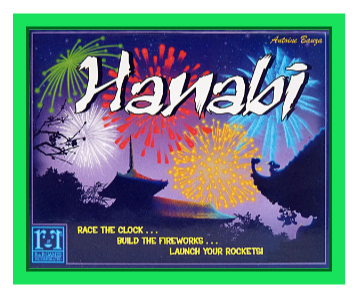 Antoine Bauza
Hanabi
RACE THE CLOCK . . .
BUILD THE FIREWORKS . . .
LAUNCH YOUR ROCKETS!